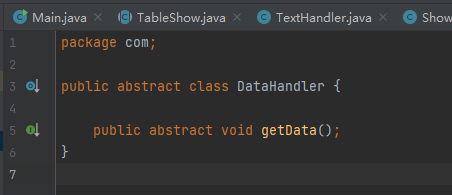 Main.java TableShow.java TextHandler.java Show
1 package com;
2
3 public abstract class DataHandler {
4
5 public abstract void getData();
6 }
7